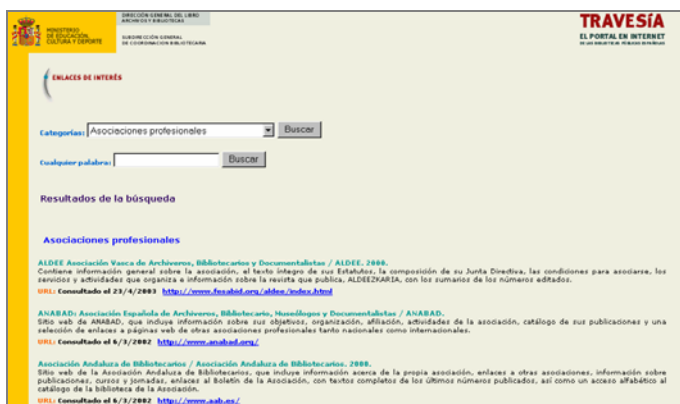 MINISTERIO
DE EDUCACIÓN,
CULTURA Y DEPORTE
DIRECCIÓN GENERAL DEL LIBRO
ARCHIVOS Y BIBLIOTECAS
SUBDIRECCIÓN GENERAL
DE COORDINACION BIBLIOTECARIA
TRAVESÍA
EL PORTAL EN INTERNET
DE LAS BIBLIOTECAS PÚBLICAS ESPAÑOLAS
ENLACES DE INTERÉS
Categorías: Asociaciones profesionales Buscar
Cualquier palabra: Buscar
Resultados de la búsqueda
Asociaciones profesionales
ALDEE Asociación Vasca de Archiveros, Bibliotecarios y Documentalistas / ALDEE. 2000.
Contiene información general sobre la asociación, el texto íntegro de sus Estatutos, la composición de su Junta Directiva, las condiciones para asociarse, los
servicios y actividades que organiza e información sobre la revista que publica, ALDEEZKARIA, con los sumarios de los números editados.
URL: Consultado el 23/4/2003 http://www.fesabid.org/aldee/index.html
ANABAD: Asociación Española de Archiveros, Bibliotecario, Museólogos y Documentalistas / ANABAD.
Sitio web de ANABAD, que incluye información sobre sus objetivos, organización, afiliación, actividades de la asociación, catálogo de sus publicaciones y una
selección de enlaces a páginas web de otras asociaciones profesionales tanto nacionales como internacionales.
URL: Consultado el 6/3/2002 http://www.anabad.org/
Asociación Andaluza de Bibliotecarios / Asociación Andaluza de Bibliotecarios. 2000.
Sitio web de la Asociación Andaluza de Bibliotecarios, que induye información acerca de la propia asociación, enlaces a otras asociaciones, información sobre
publicaciones, cursos y jornadas, enlaces al Boletín de la Asociación, con textos completos de los últimos números publicados, así como un acceso alfabético al
catálogo de la biblioteca de la Asociación.
URL: Consultado el 6/3/2002 http://www.aab.es/